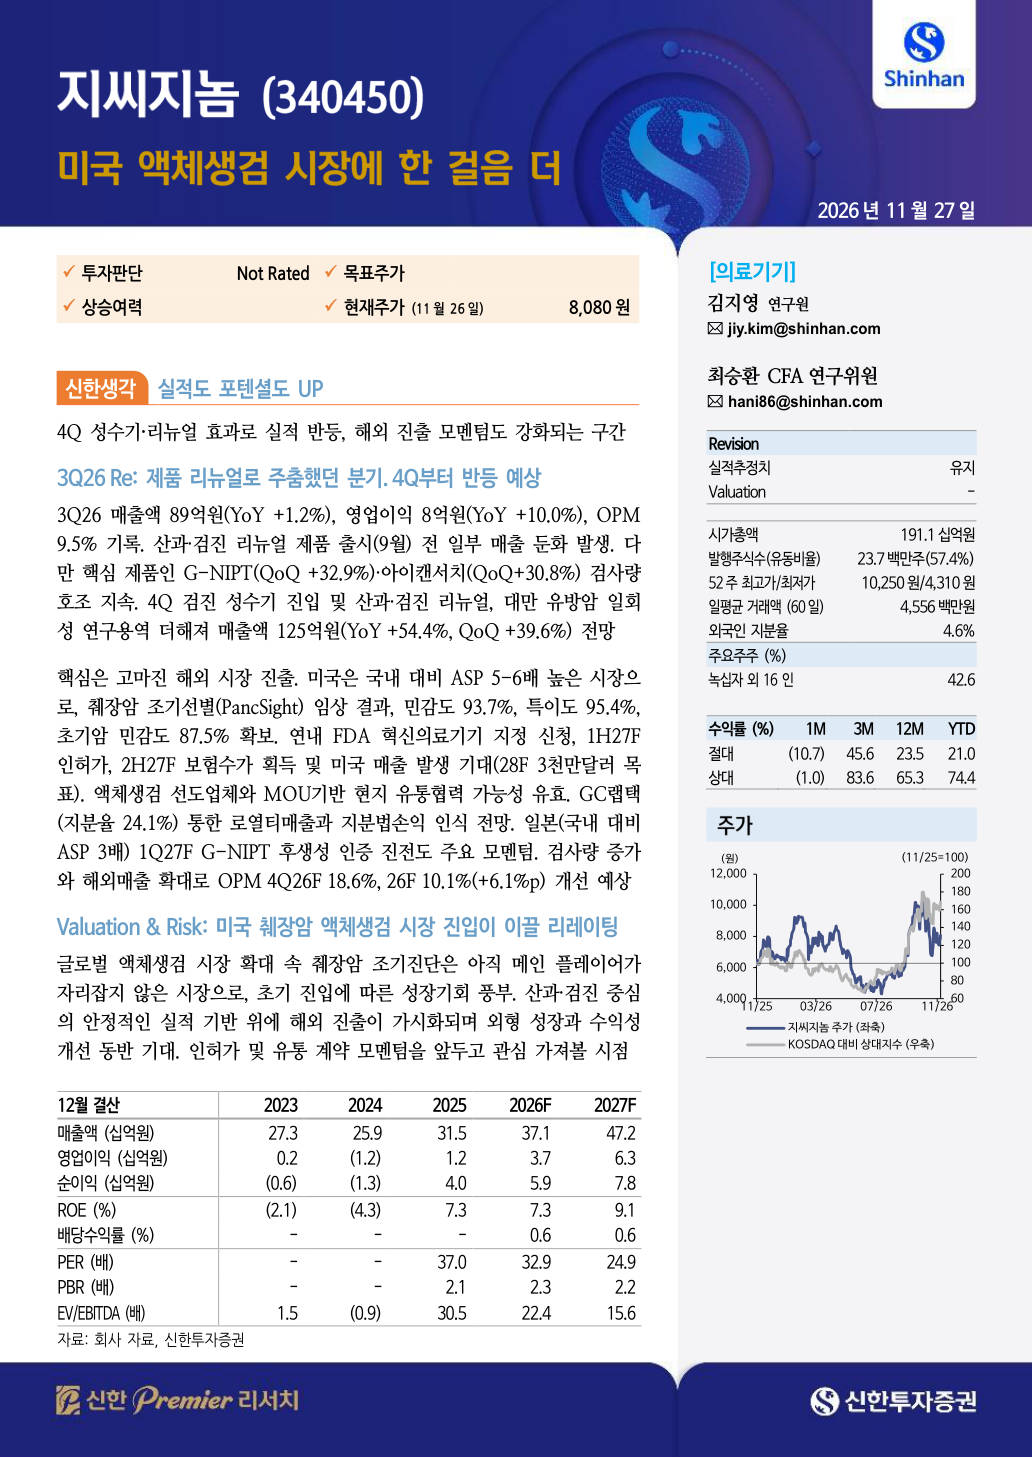 지씨지놈 (340450)
미국 액체생검 시장에 한 걸음 더
Shinhan
2026년 11월 27일
투자판단 Not Rated 목표주가
상승여력 현재주가 (11월 26일) 8,080 원
신한생각 실적도 포텐셜도 UP
4Q 성수기·리뉴얼 효과로 실적 반등, 해외 진출 모멘텀도 강화되는 구간
3Q26 Re: 제품 리뉴얼로 주춤했던 분기. 4Q부터 반등 예상
3Q26 매출액 89억원(YoY +1.2%), 영업이익 8억원(YoY +10.0%), OPM
9.5% 기록. 산과·검진 리뉴얼 제품 출시(9월) 전 일부 매출 둔화 발생. 다
만 핵심 제품인 G-NIPT(QoQ +32.9%)·아이캔서치(QoQ+30.8%) 검사량
호조 지속. 4Q 검진 성수기 진입 및 산과·검진 리뉴얼, 대만 유방암 일회
성 연구용역 더해져 매출액 125억원(YoY +54.4%, QoQ +39.6%) 전망
핵심은 고마진 해외 시장 진출. 미국은 국내 대비 ASP 5-6배 높은 시장으
로, 췌장암 조기선별(PancSight) 임상 결과, 민감도 93.7%, 특이도 95.4%,
초기암 민감도 87.5% 확보. 연내 FDA 혁신의료기기 지정 신청, 1H27F
인허가, 2H27F 보험수가 획득 및 미국 매출 발생 기대(28F 3천만달러 목
표). 액체생검 선도업체와 MOU기반 현지 유통협력 가능성 유효. GC랩텍
(지분율 24.1%) 통한 로열티매출과 지분법손익 인식 전망. 일본(국내 대비
ASP 3배) 1Q27F G-NIPT 후생성 인증 진전도 주요 모멘텀. 검사량 증가
와 해외매출 확대로 OPM 4Q26F 18.6%, 26F 10.1%(+6.1%p) 개선 예상
Valuation & Risk: 미국 췌장암 액체생검 시장 진입이 이끌 리레이팅
글로벌 액체생검 시장 확대 속 췌장암 조기진단은 아직 메인 플레이어가
자리잡지 않은 시장으로, 초기 진입에 따른 성장기회 풍부. 산과·검진 중심
의 안정적인 실적 기반 위에 해외 진출이 가시화되며 외형 성장과 수익성
개선 동반 기대. 인허가 및 유통 계약 모멘텀을 앞두고 관심 가져볼 시점
12월 결산 2023 2024 2025 2026F 2027F
매출액 (십억원) 27.3 25.9 31.5 37.1 47.2
영업이익 (십억원) 0.2 (1.2) 1.2 3.7 6.3
순이익 (십억원) (0.6) (1.3) 4.0 5.9 7.8
ROE (%) (2.1) (4.3) 7.3 7.3 9.1
배당수익률 (%) - - - 0.6 0.6
PER (배) - - 37.0 32.9 24.9
PBR (배) - - 2.1 2.3 2.2
EV/EBITDA (배) 1.5 (0.9) 30.5 22.4 15.6
자료: 회사 자료, 신한투자증권
[의료기기]
김지영 연구원
jiy.kim@shinhan.com
최승환 CFA 연구위원
hani86@shinhan.com
Revision
실적추정치 유지
Valuation -
시가총액 191.1 십억원
발행주식수(유동비율) 23.7 백만주(57.4%)
52 주 최고가/최저가 10,250 원/4,310 원
일평균 거래액 (60일) 4,556 백만원
외국인 지분율 4.6%
주요주주 (%)
녹십자 외 16 인 42.6
수익률 (%) 1M 3M 12M YTD
절대 (10.7) 45.6 23.5 21.0
상대 (1.0) 83.6 65.3 74.4
주가
(원) (11/25=100)
12,000 200
180
10,000 160
140
8,000 120
6,000 100
80
4,000 60
11/25 03/26 07/26 11/26
지씨지놈 주가 (좌축)
KOSDAQ 대비 상대지수 (우축)
신한 Premier 리서치
신한투자증권